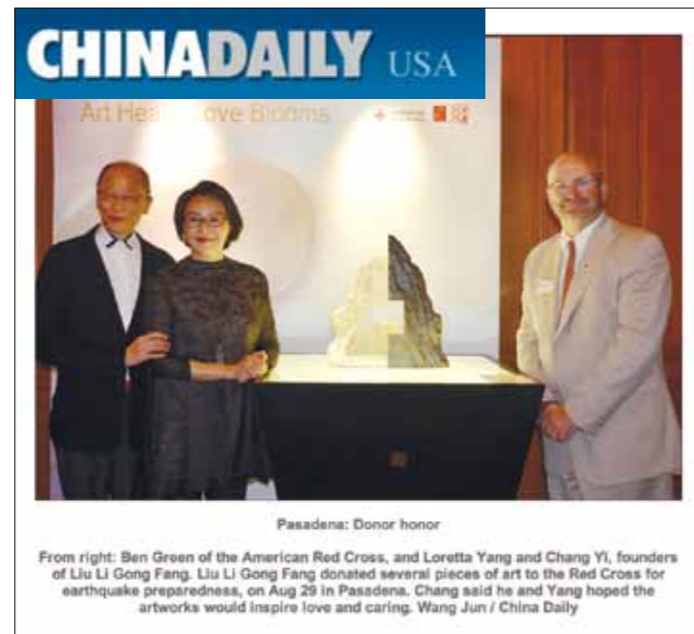 CHINADAILY USA
Art Heals Love Blooms
Pasadena: Donor honor
From right: Ben Green of the American Red Cross, and Loretta Yang and Chang Yi, founders
of Liu Li Gong Fang. Liu Li Gong Fang donated several pieces of art to the Red Cross for
earthquake preparedness, on Aug 29 in Pasadena. Chang said he and Yang hoped the
artworks would inspire love and caring. Wang Jun / China Daily